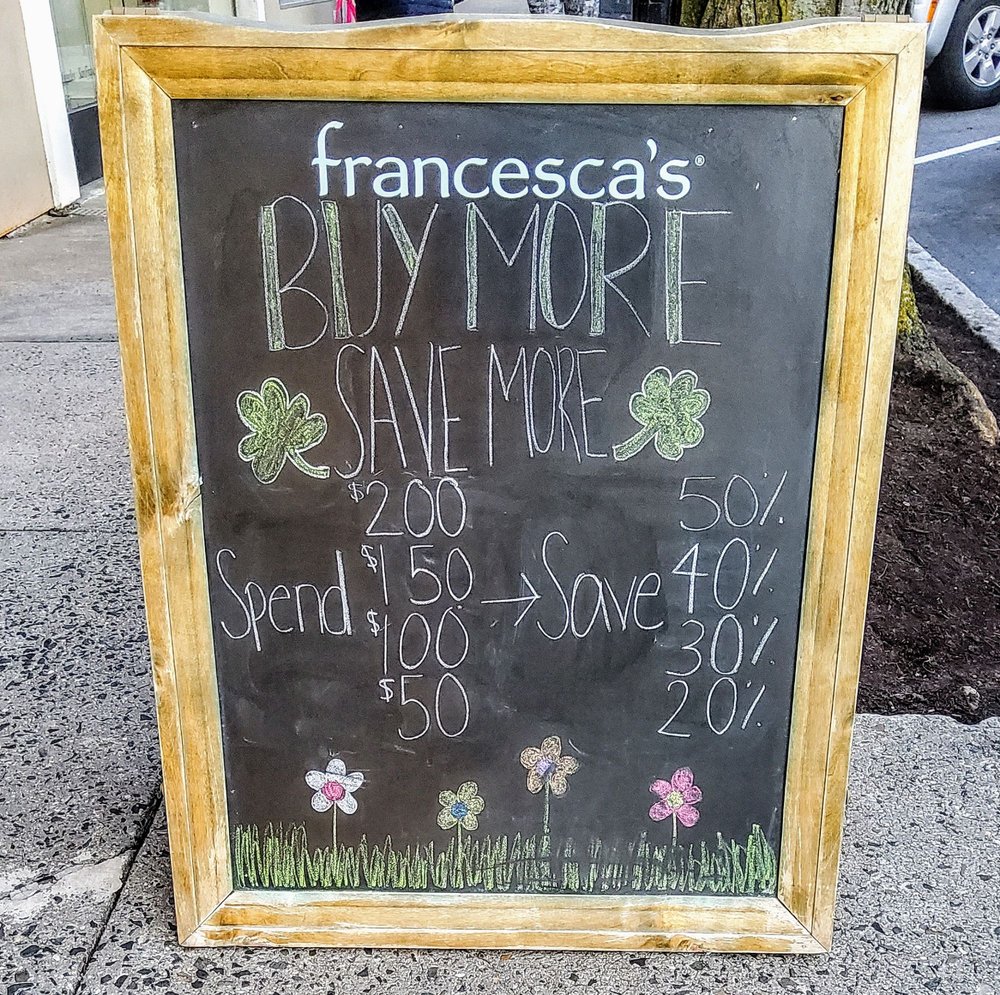 francesca's®
BUY MORE
SAVE MORE
$200 50%
Spend $150 → Save 40%
$100 30%
$50 20%